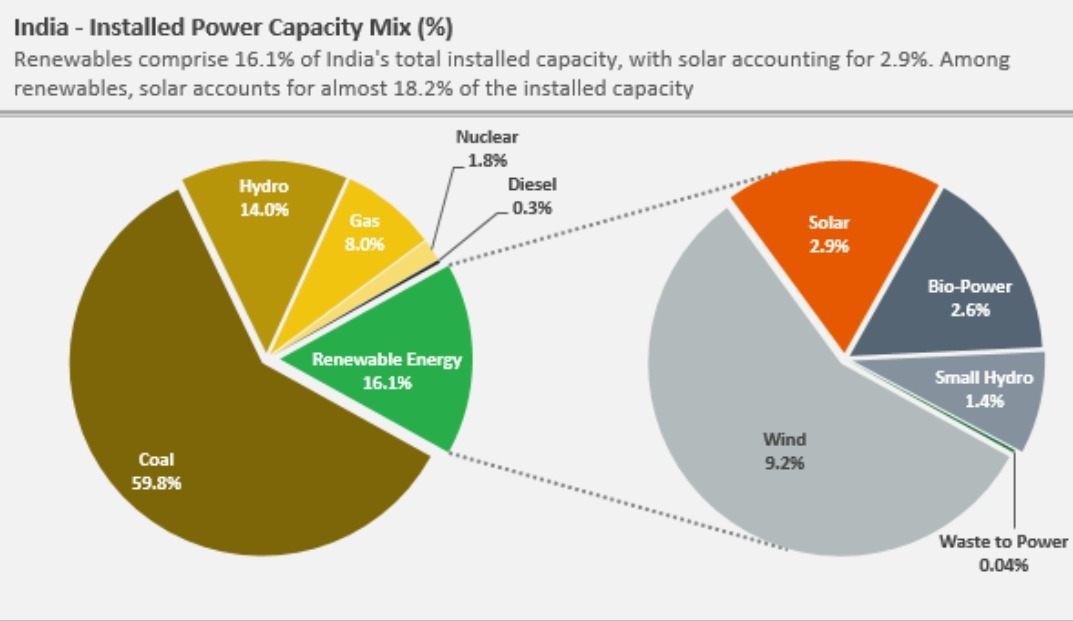 India - Installed Power Capacity Mix (%)
Renewables comprise 16.1% of India's total installed capacity, with solar accounting for 2.9%. Among
renewables, solar accounts for almost 18.2% of the installed capacity
Nuclear
1.8%
Diesel
0.3%
Hydro
14.0%
Gas
8.0%
Renewable Energy
16.1%
Coal
59.8%
Solar
2.9%
Bio-Power
2.6%
Small Hydro
1.4%
Wind
9.2%
Waste to Power
0.04%